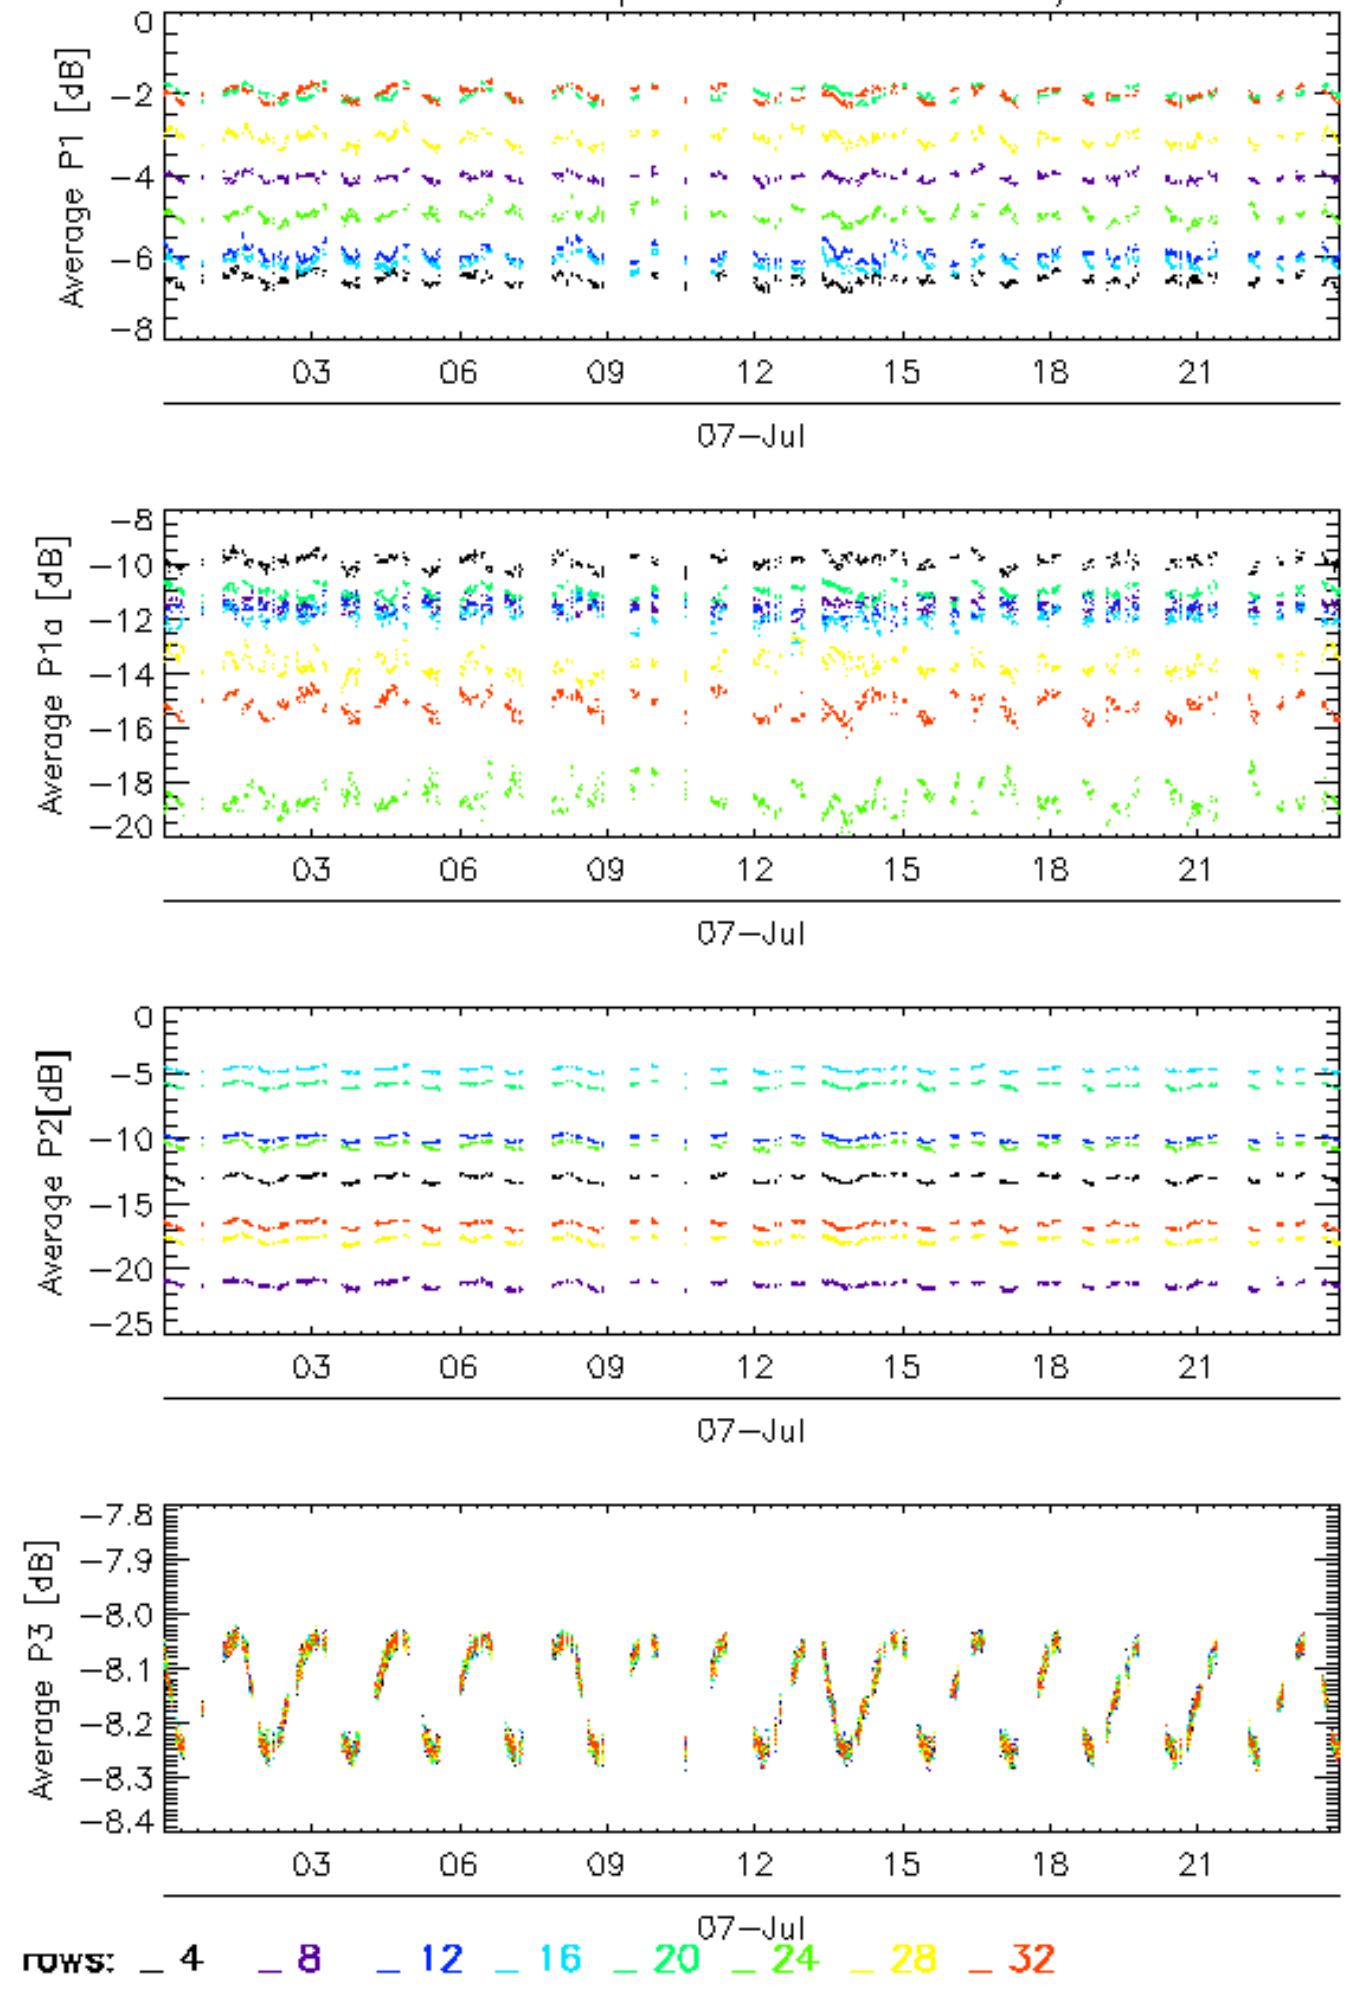 0
-2
-4
-6
-8
Average P1 [dB]
03 06 09 12 15 18 21
07-Jul
-8
-10
-12
-14
-16
-18
-20
Average P1a [dB]
03 06 09 12 15 18 21
07-Jul
0
-5
-10
-15
-20
-25
Average P2[dB]
03 06 09 12 15 18 21
07-Jul
-7.8
-7.9
-8.0
-8.1
-8.2
-8.3
-8.4
Average P3 [dB]
03 06 09 12 15 18 21
07-Jul
rows: _ 4 _ 8 _ 12 _ 16 _ 20 _ 24 _ 28 _ 32